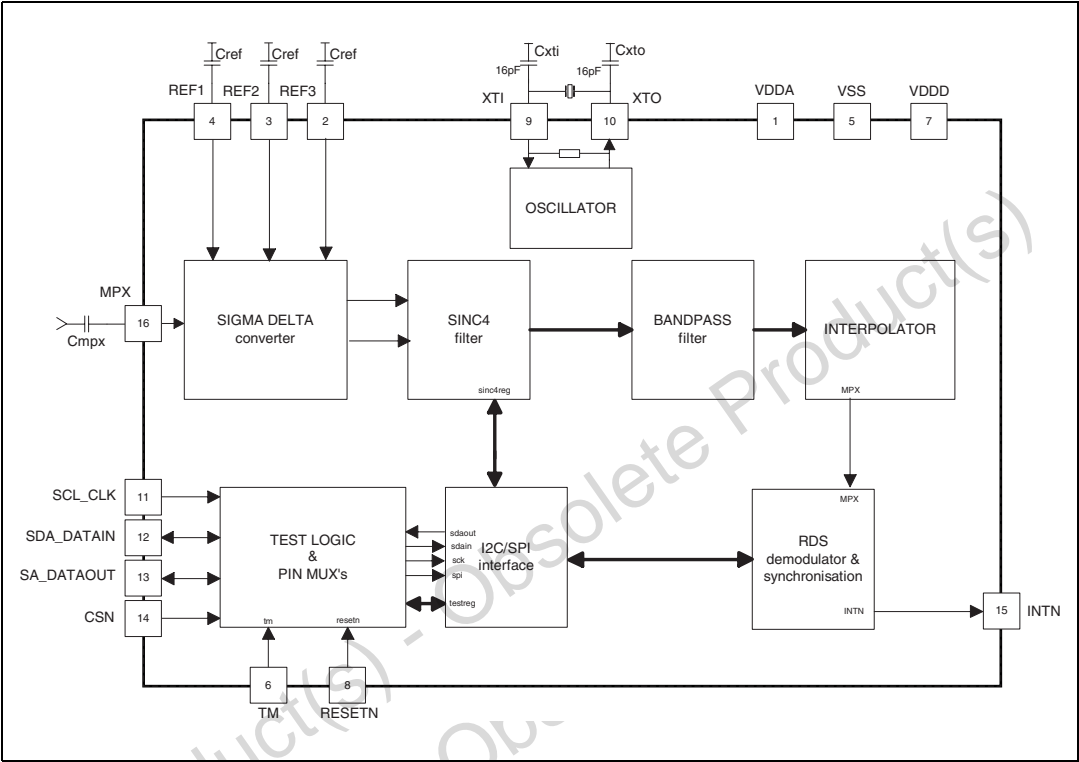 Cref Cref Cref Cxti Cxto
16pF 16pF
REF1 REF2 REF3 XTI XTO VDDA VSS VDDD
4 3 2 9 10 1 5 7
OSCILLATOR
MPX
16
Cmpx
SIGMA DELTA
converter
SINC4
filter
sinc4reg
BANDPASS
filter
INTERPOLATOR
MPX
SCL_CLK 11
SDA_DATAIN 12
SA_DATAOUT 13
CSN 14
TEST LOGIC
&
PIN MUX's
tm resetn
sdaout
sdain
sck
spi
testreg
I2C/SPI
interface
MPX
RDS
demodulator &
synchronisation
INTN
15 INTN
6 8
TM RESETN
duct(s) - Obsolete Product(s)
Obs